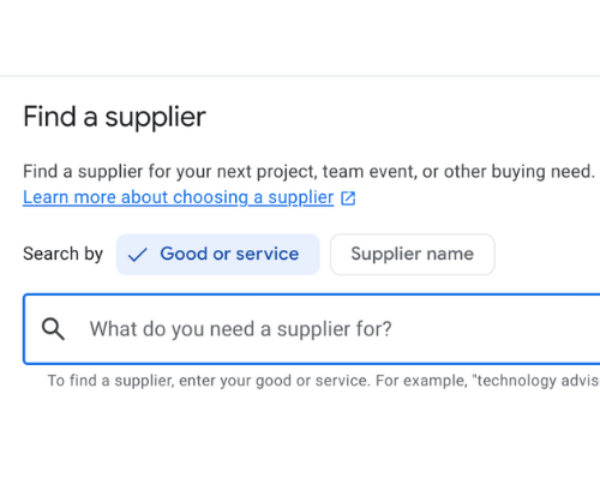 Find a supplier
Find a supplier for your next project, team event, or other buying need.
Learn more about choosing a supplier
Search by Good or service Supplier name
What do you need a supplier for?
To find a supplier, enter your good or service. For example, "technology advis